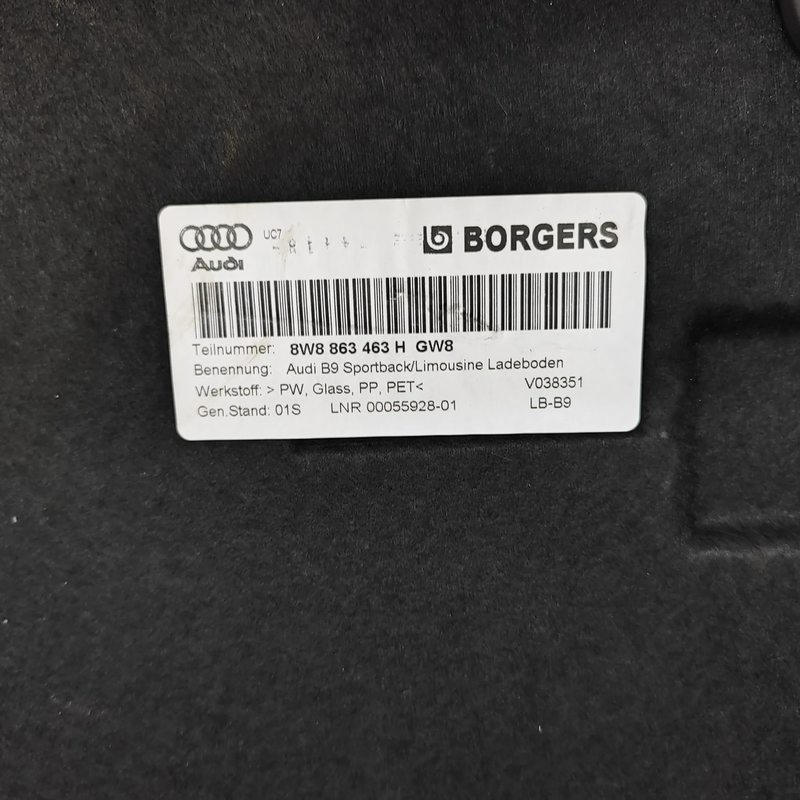 Audi
UC7
BORGERS
Teilnummer: 8W8 863 463 H GW8
Benennung: Audi B9 Sportback/Limousine Ladeboden
Werkstoff: > PW, Glass, PP, PET< V038351
Gen.Stand: 01S LNR 00055928-01 LB-B9